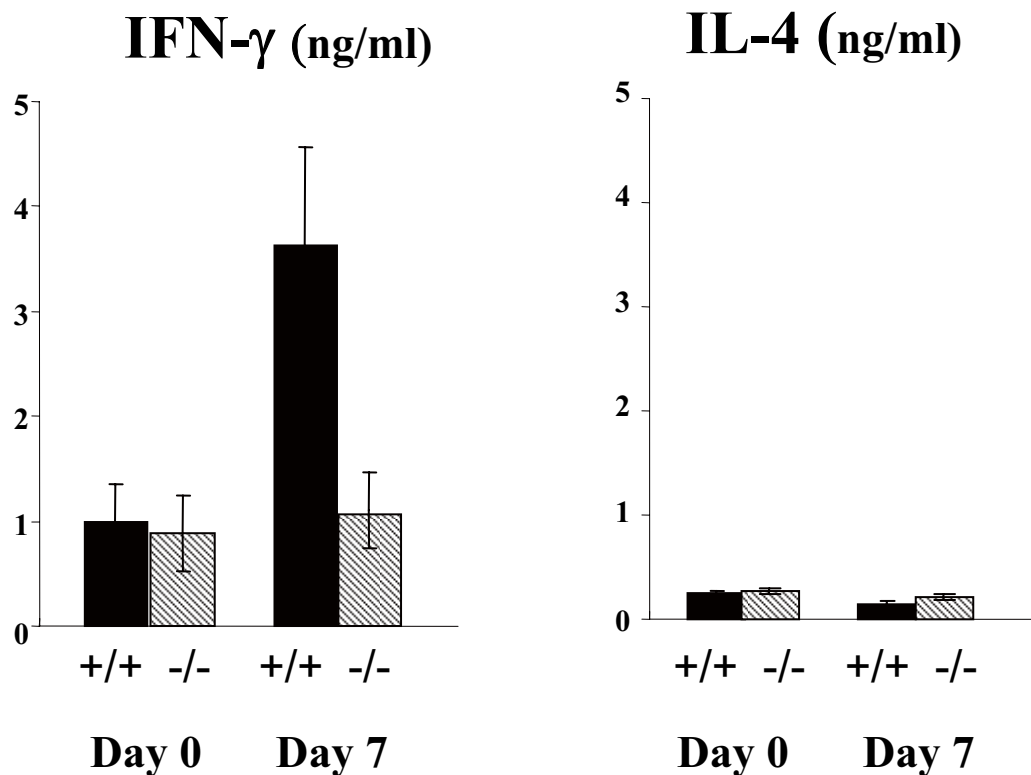 IFN-γ (ng/ml)
5
4
3
2
1
0
+/+ -/- +/+ -/-
Day 0 Day 7
IL-4 (ng/ml)
5
4
3
2
1
0
+/+ -/- +/+ -/-
Day 0 Day 7